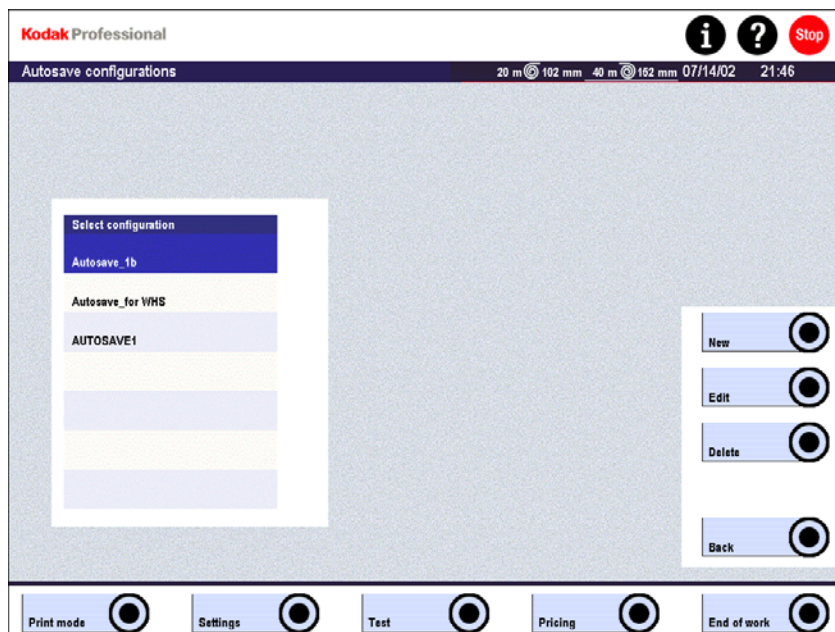 Kodak Professional
i ? Stop
Autosave configurations 20 m 102 mm 40 m 152 mm 07/14/02 21:46
Select configuration
Autosave_1b
Autosave_for WHS
AUTOSAVE1
New
Edit
Delete
Back
Print mode Settings Test Pricing End of work